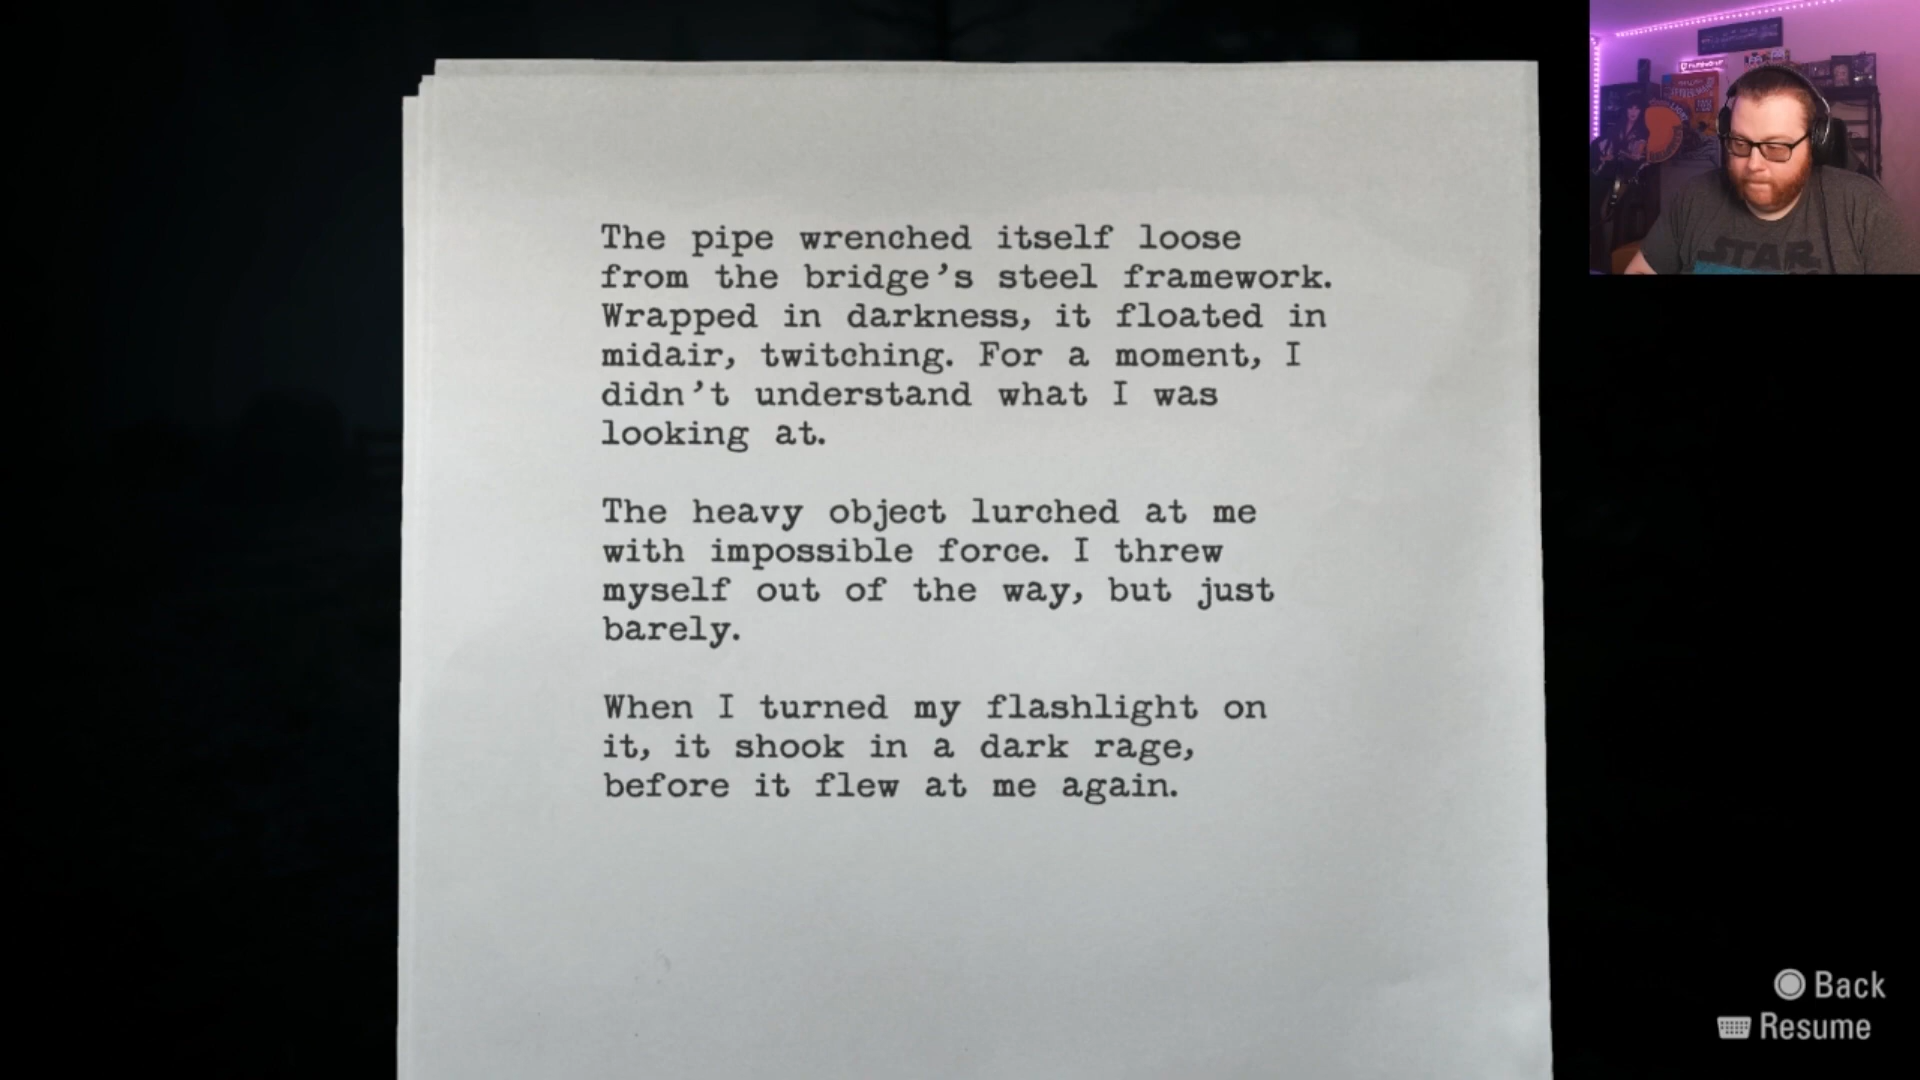 The pipe wrenched itself loose
from the bridge’s steel framework.
Wrapped in darkness, it floated in
midair, twitching. For a moment, I
didn’t understand what I was
looking at.
The heavy object lurched at me
with impossible force. I threw
myself out of the way, but just
barely.
When I turned my flashlight on
it, it shook in a dark rage,
before it flew at me again.
STAR
Back
Resume